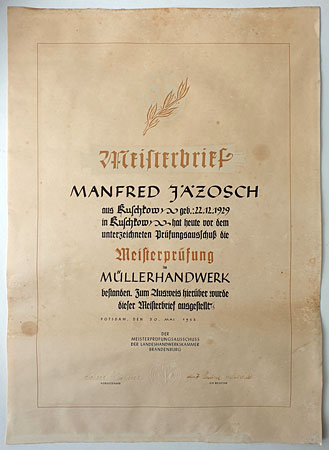 Meisterbrief
MANFRED JÄZOSCH
aus Kuschkow geb.: 22.12.1929
in Kuschkow hat heute vor dem
unterzeichneten Prüfungsausschuß die
Meisterprüfung
im
MÜLLERHANDWERK
bestanden. Zum Ausweis hierüber wurde
dieser Meisterbrief ausgestellt.
POTSDAM, DEN 30. MAI
DER
MEISTERPRÜFUNGSAUSSCHUSS
DER LANDESHANDWERKSKAMMER
BRANDENBURG